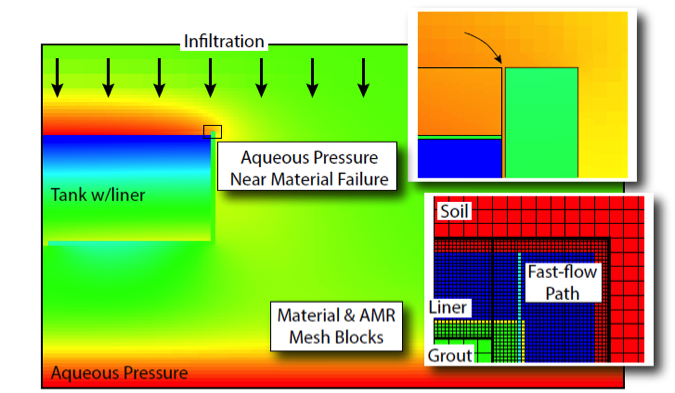 Infiltration
Aqueous Pressure
Near Material Failure
Tank w/liner
Soil
Fast-flow
Path
Liner
Material & AMR
Mesh Blocks
Grout
Aqueous Pressure